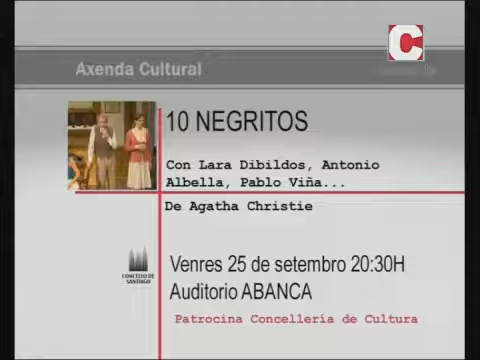 C
Axenda Cultural
10 NEGRITOS
Con Lara Dibildos, Antonio
Albella, Pablo Viña...
De Agatha Christie
CONCELLO DE
SANTIAGO
Venres 25 de setembro 20:30H
Auditorio ABANCA
Patrocina Concellería de Cultura